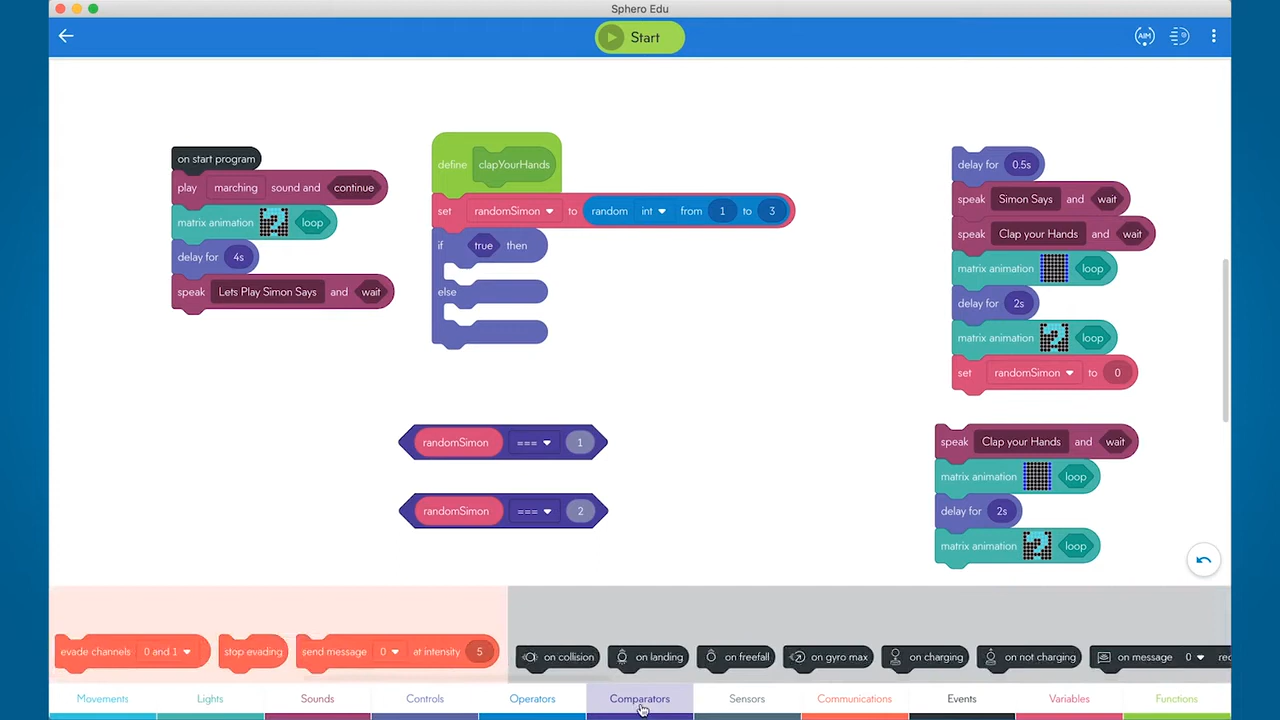 Sphero Edu
Start
AIM
on start program
play marching sound and continue
matrix animation loop
delay for 4s
speak Lets Play Simon Says and wait
define clapYourHands
set randomSimon to random int from 1 to 3
if true then
else
randomSimon === 1
randomSimon === 2
delay for 0.5s
speak Simon Says and wait
speak Clap your Hands and wait
matrix animation loop
delay for 2s
matrix animation loop
set randomSimon to 0
speak Clap your Hands and wait
matrix animation loop
delay for 2s
matrix animation loop
evade channels 0 and 1 stop evading send message 0 at intensity 5 on collision on landing on freefall on gyro max on charging on not charging on message 0 rec
Movements Lights Sounds Controls Operators Comparators Sensors Communications Events Variables Functions